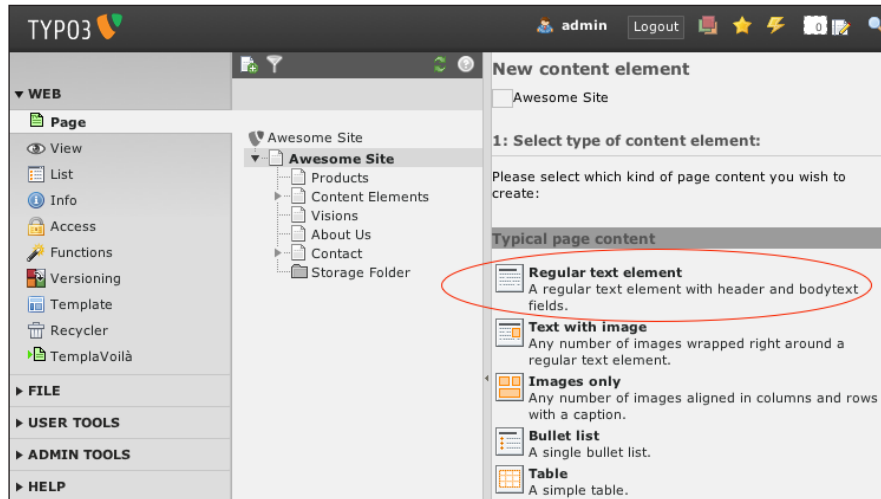 TYPO3
admin
Logout
0
WEB
Page
View
List
Info
Access
Functions
Versioning
Template
Recycler
TemplaVoilà
FILE
USER TOOLS
ADMIN TOOLS
HELP
Awesome Site
Awesome Site
Products
Content Elements
Visions
About Us
Contact
Storage Folder
New content element
Awesome Site
1: Select type of content element:
Please select which kind of page content you wish to
create:
Typical page content
Regular text element
A regular text element with header and bodytext
fields.
Text with image
Any number of images wrapped right around a
regular text element.
Images only
Any number of images aligned in columns and rows
with a caption.
Bullet list
A single bullet list.
Table
A simple table.